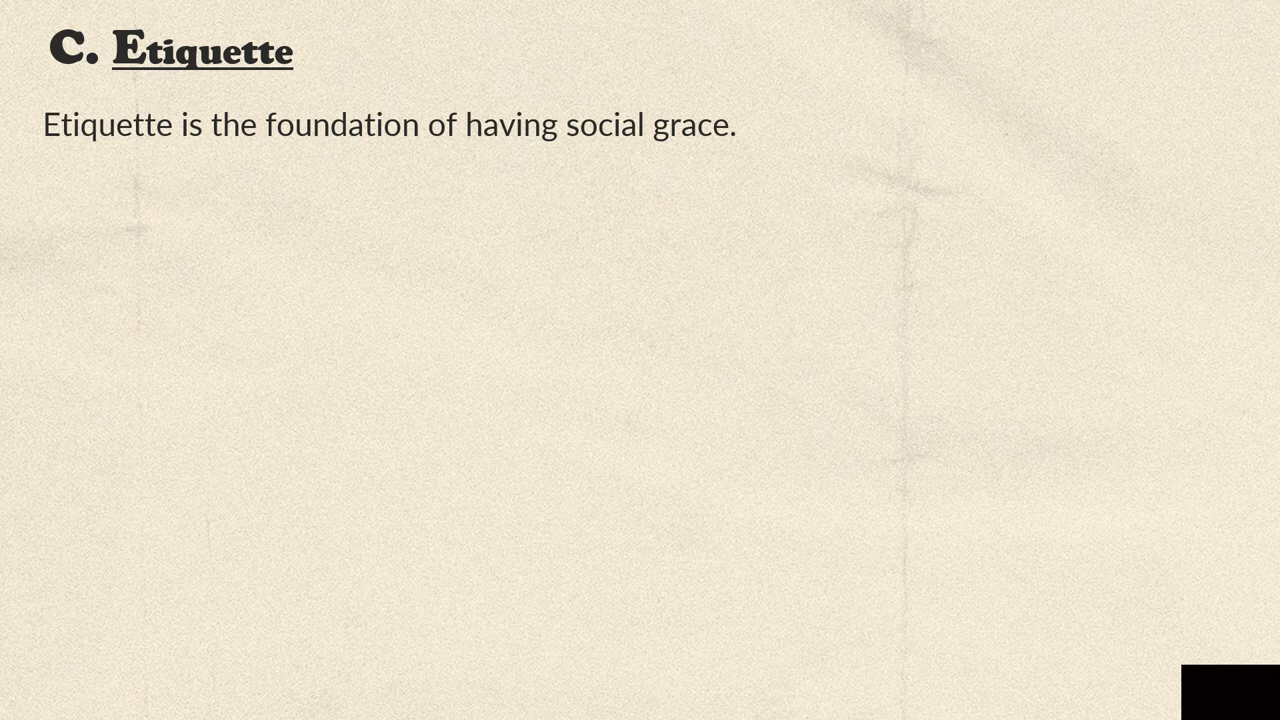 C. Etiquette
Etiquette is the foundation of having social grace.